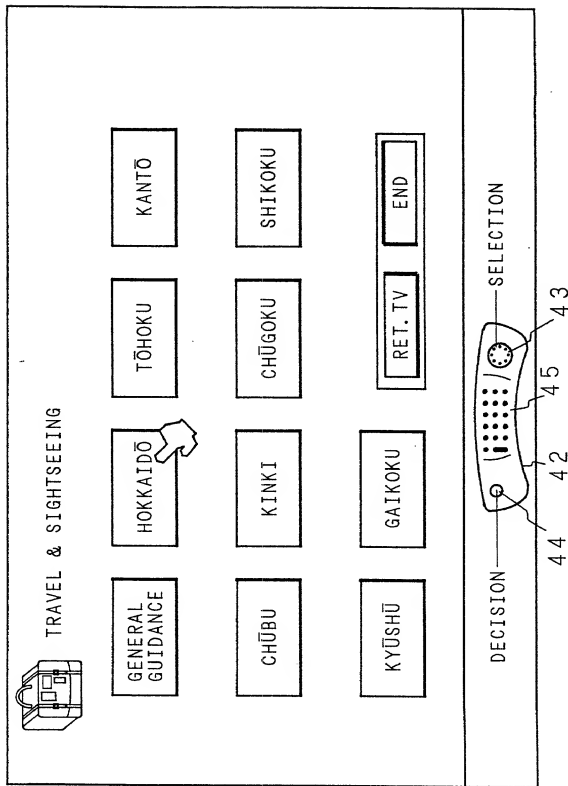 TRAVEL & SIGHTSEEING
GENERAL
GUIDANCE
HOKKAIDŌ
TŌHOKU
KANTŌ
CHŪBU
KINKI
CHŪGOKU
SHIKOKU
KYŪSHŪ
GAIKOKU
RET. TV
END
DECISION
SELECTION
44
42
45
43